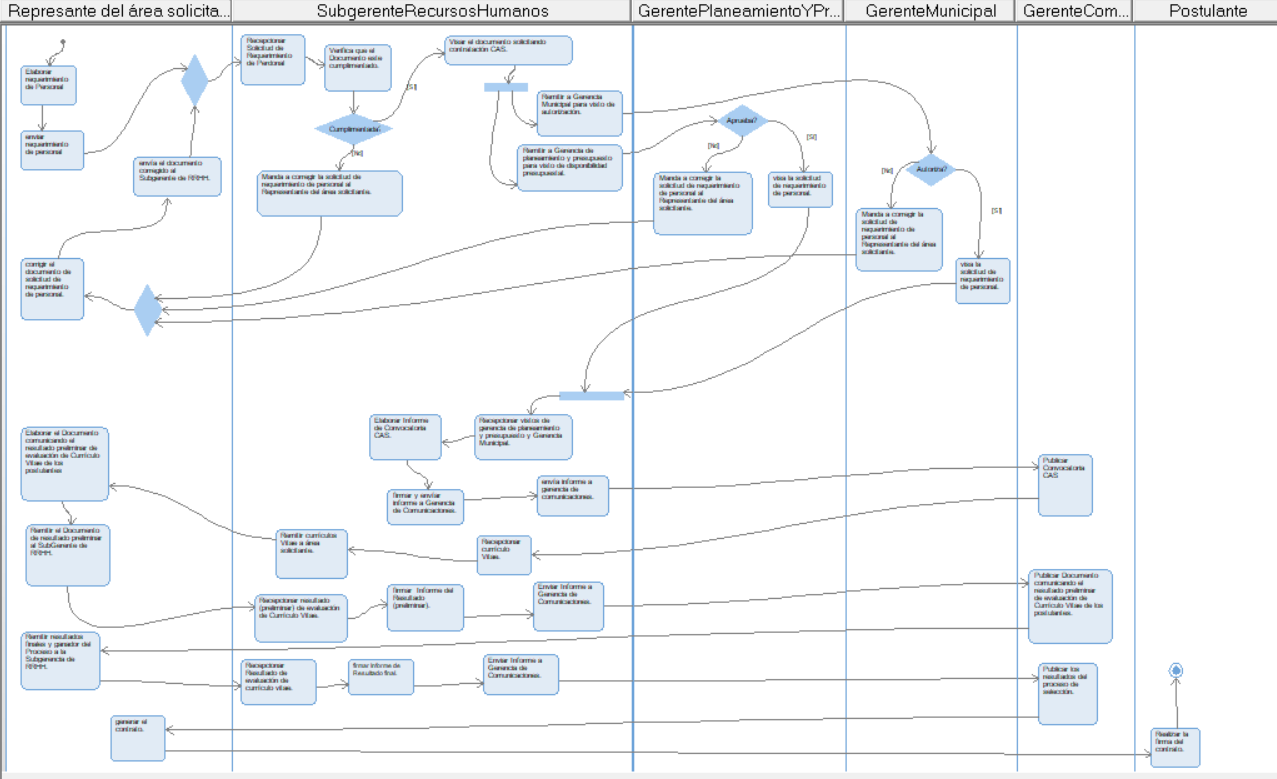 Represante del área solicita...
SubgerenteRecursosHumanos
GerentePlaneamientoYPr...
GerenteMunicipal
GerenteCom...
Postulante
Elaborar
requerimiento
de Personal
enviar
requerimiento
de personal
envía el documento
corregido al
Subgerente de RRHH.
corrigir el
documento de
solicitud de
requerimiento
de personal.
Recepcionar
Solicitud de
Requerimiento
de Perdonal
Verifica que el
Documento este
cumplimentado.
Cumplimentada?
[SI]
[No]
Visar el documento solicitando
contratación CAS.
Remitir a Gerencia
Municipal para visto de
autorización.
Remitir a Gerencia de
planeamiento y presupuesto
para visto de disponibilidad
presupuestal.
Manda a corregir la solicitud de
requerimiento de personal al
Representante del área solicitante.
Aprueba?
[No]
[SI]
Manda a corregir la
solicitud de requerimiento
de personal al
Representante del área
solicitante.
visa la solicitud
de requerimiento
de personal.
Autoriza?
[No]
[SI]
Manda a corregir la
solicitud de
requerimiento de
personal al
Representante del área
solicitante.
visa la
solicitud de
requerimiento
de personal.
Recepcionar vistos de
gerencia de planeamiento
y presupuesto y Gerencia
Municipal.
Elaborar Informe
de Convocatoria
CAS.
firmar y enviar
informe a Gerencia
de Comunicaciones.
envía informe a
gerencia de
comunicaciones.
Publicar
Convocatoria
CAS
Recepcionar
currículo
Vitae.
Remitir currículos
Vitae a área
solicitante.
Elaborar el Documento
comunicando el
resultado preliminar de
evaluación de Currículo
Vitae de los
postulantes
Remitir el Documento
de resultado preliminar
al SubGerente de
RRHH.
Recepcionar resultado
(preliminar) de evaluación
de Currículo Vitae.
firmar Informe del
Resultado
(preliminar).
Enviar Informe a
Gerencia de
Comunicaciones.
Publicar Documento
comunicando el
resultado preliminar
de evaluación de
Currículo Vitae de los
postulantes.
Remitir resultados
finales y ganador del
Proceso a la
Subgerencia de
RRHH.
Recepcionar
Resultado de
evaluación de
currículo vitae.
firmar Informe de
Resultado final.
Enviar Informe a
Gerencia de
Comunicaciones.
Publicar los
resultados del
proceso de
selección.
generar el
contrato.
Realizar la
firma del
contrato.